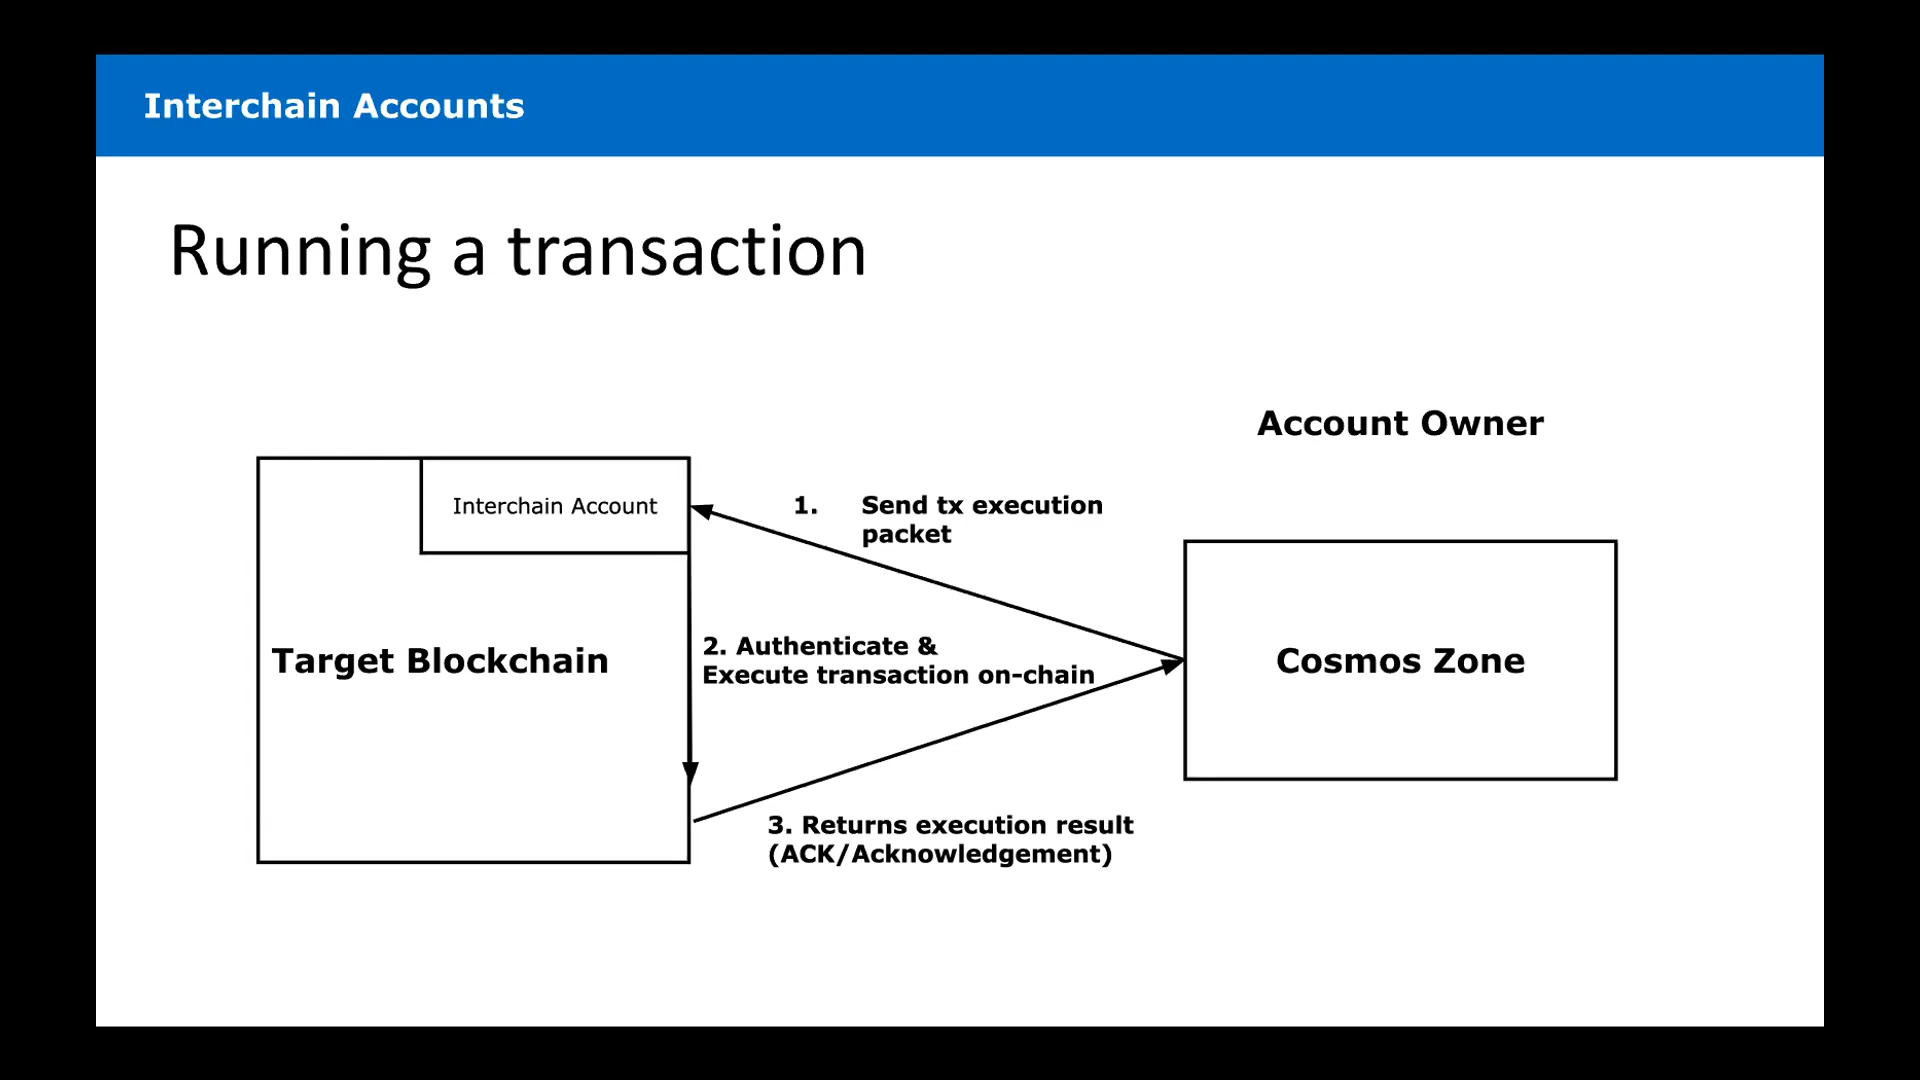 Interchain Accounts
Running a transaction
Account Owner
Interchain Account
1. Send tx execution
packet
Target Blockchain
2. Authenticate &
Execute transaction on-chain
Cosmos Zone
3. Returns execution result
(ACK/Acknowledgement)